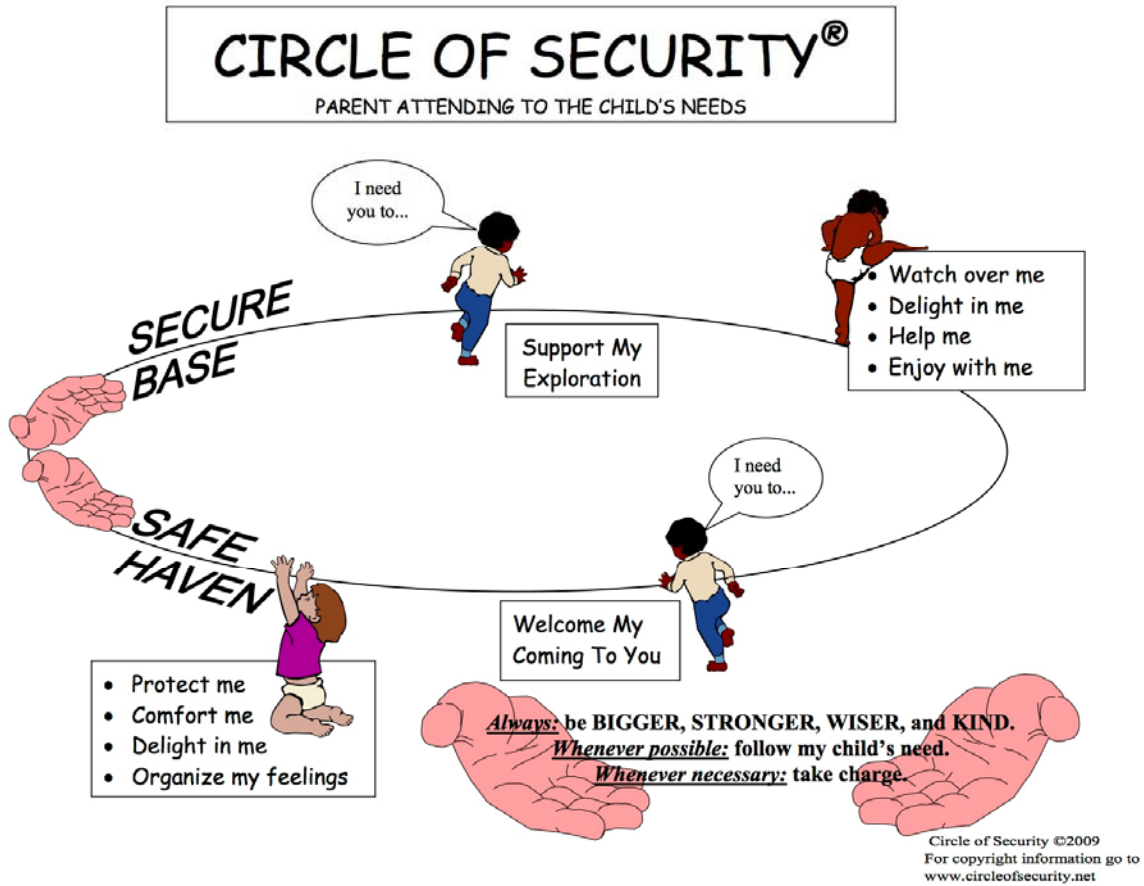 CIRCLE OF SECURITY®
PARENT ATTENDING TO THE CHILD'S NEEDS
I need
you to...
SECURE
BASE
Support My
Exploration
• Watch over me
• Delight in me
• Help me
• Enjoy with me
I need
you to...
SAFE
HAVEN
Welcome My
Coming To You
• Protect me
• Comfort me
• Delight in me
• Organize my feelings
Always: be BIGGER, STRONGER, WISER, and KIND.
Whenever possible: follow my child's need.
Whenever necessary: take charge.
Circle of Security ©2009
For copyright information go to
www.circleofsecurity.net